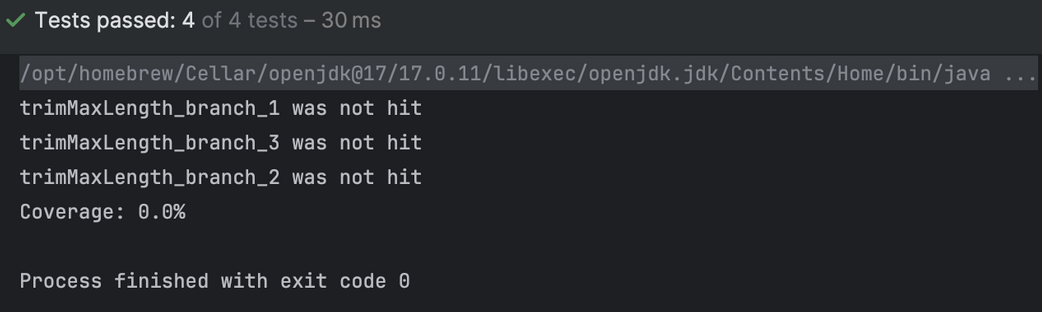 Tests passed: 4 of 4 tests – 30 ms
/opt/homebrew/Cellar/openjdk@17/17.0.11/libexec/openjdk.jdk/Contents/Home/bin/java ...
trimMaxLength_branch_1 was not hit
trimMaxLength_branch_3 was not hit
trimMaxLength_branch_2 was not hit
Coverage: 0.0%
Process finished with exit code 0